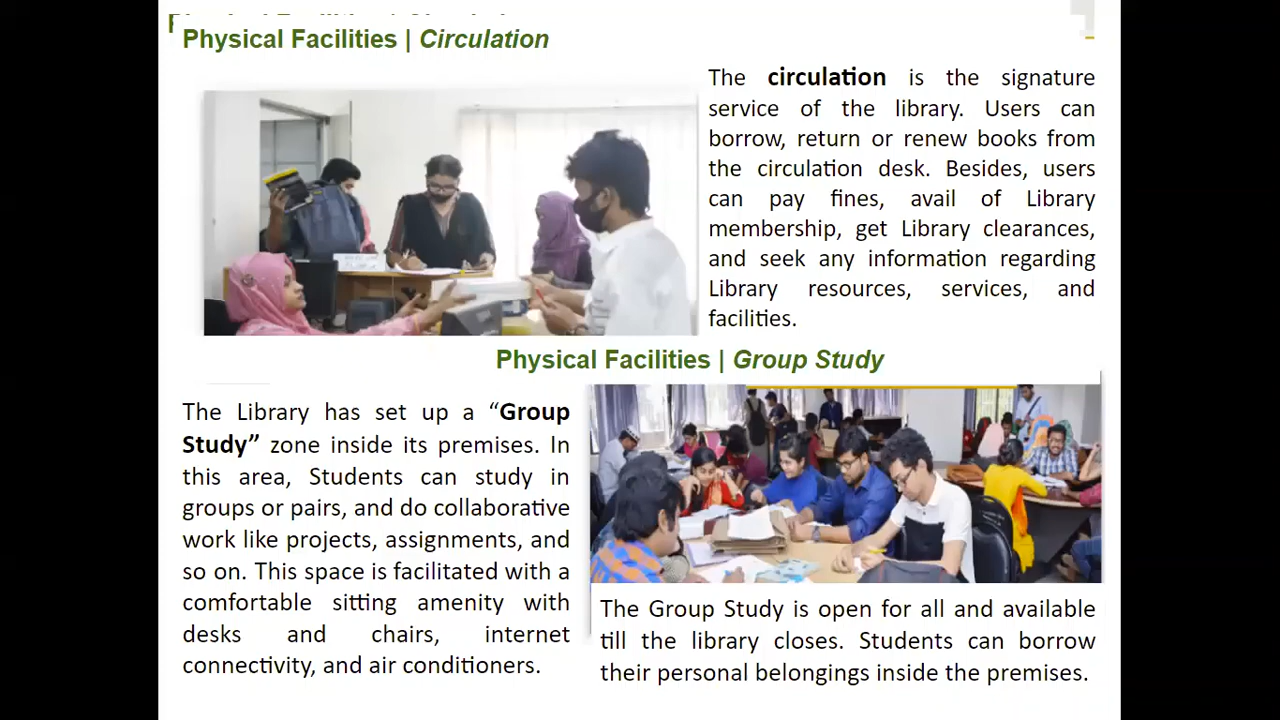 Physical Facilities | Circulation
The circulation is the signature
service of the library. Users can
borrow, return or renew books from
the circulation desk. Besides, users
can pay fines, avail of Library
membership, get Library clearances,
and seek any information regarding
Library resources, services, and
facilities.
Physical Facilities | Group Study
The Library has set up a “Group
Study” zone inside its premises. In
this area, Students can study in
groups or pairs, and do collaborative
work like projects, assignments, and
so on. This space is facilitated with a
comfortable sitting amenity with
desks and chairs, internet
connectivity, and air conditioners.
The Group Study is open for all and available
till the library closes. Students can borrow
their personal belongings inside the premises.